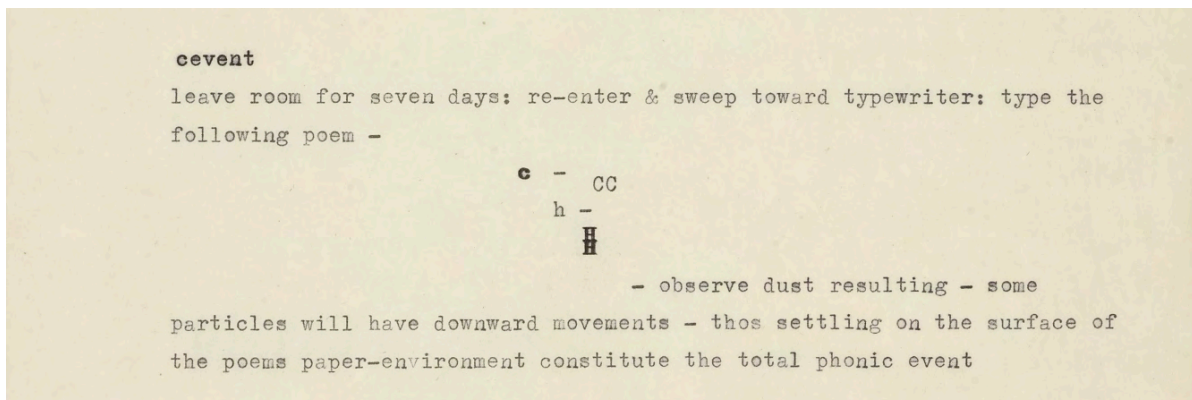 cevent
leave room for seven days: re-enter & sweep toward typewriter: type the
following poem –
c –
CC
h –
H
H
– observe dust resulting – some
particles will have downward movements – thos settling on the surface of
the poems paper-environment constitute the total phonic event